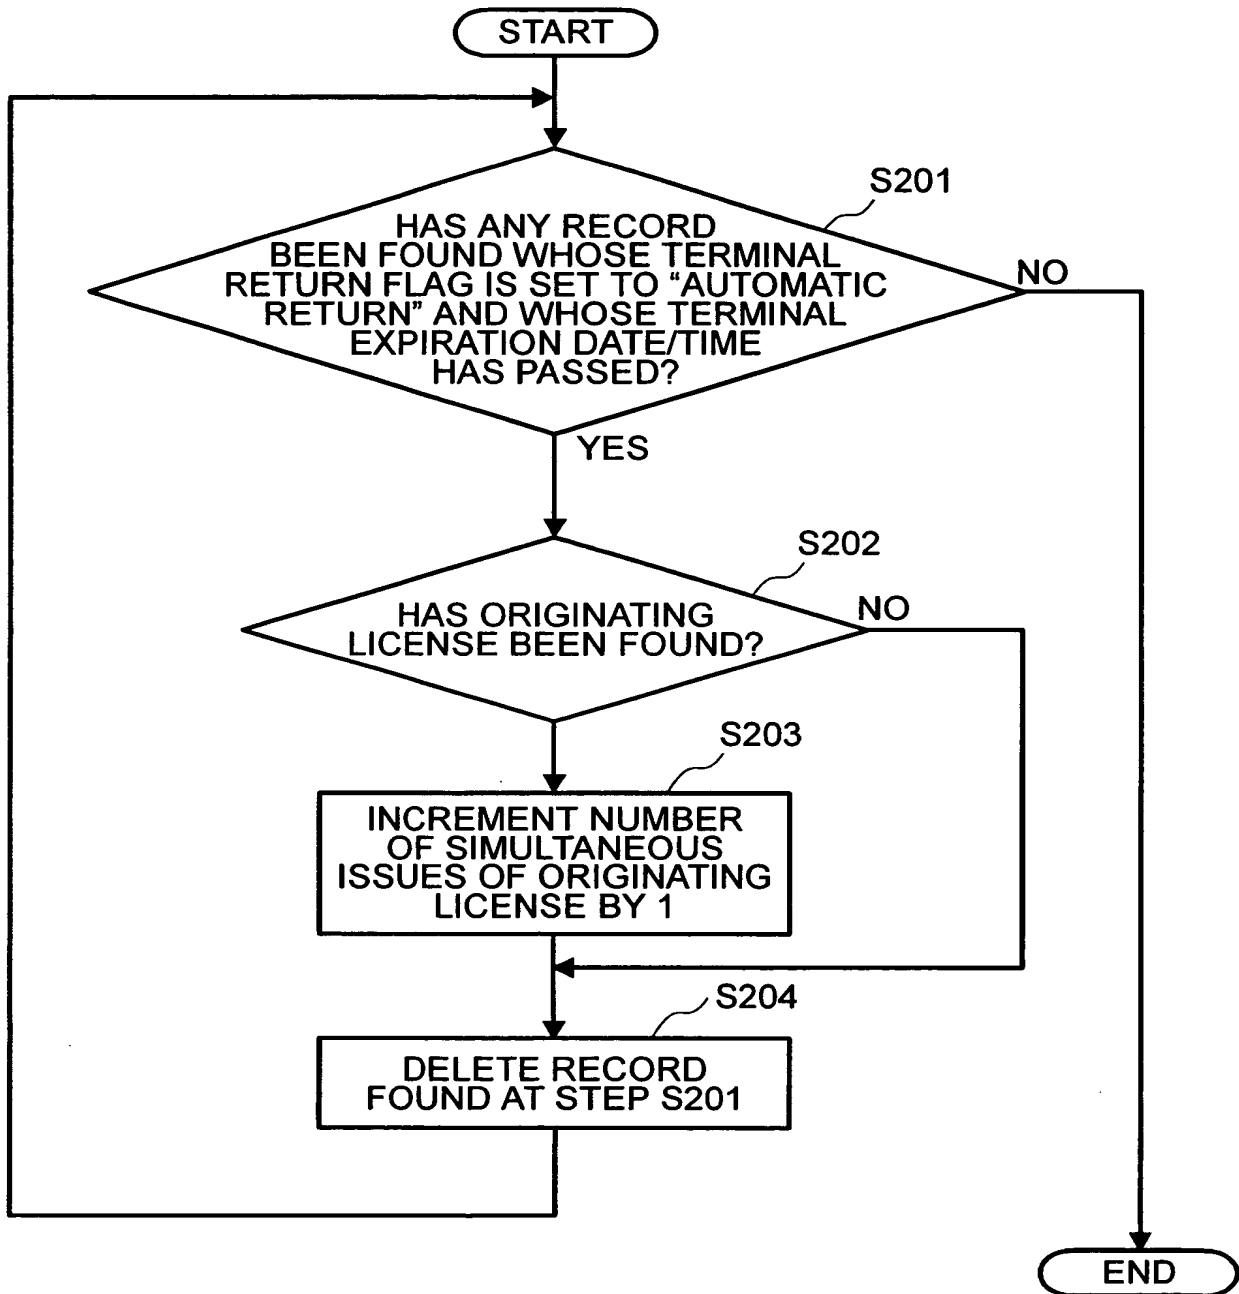 START
S201
HAS ANY RECORD
BEEN FOUND WHOSE TERMINAL
RETURN FLAG IS SET TO “AUTOMATIC
RETURN” AND WHOSE TERMINAL
EXPIRATION DATE/TIME
HAS PASSED?
NO
YES
S202
HAS ORIGINATING
LICENSE BEEN FOUND?
NO
S203
INCREMENT NUMBER
OF SIMULTANEOUS
ISSUES OF ORIGINATING
LICENSE BY 1
S204
DELETE RECORD
FOUND AT STEP S201
END